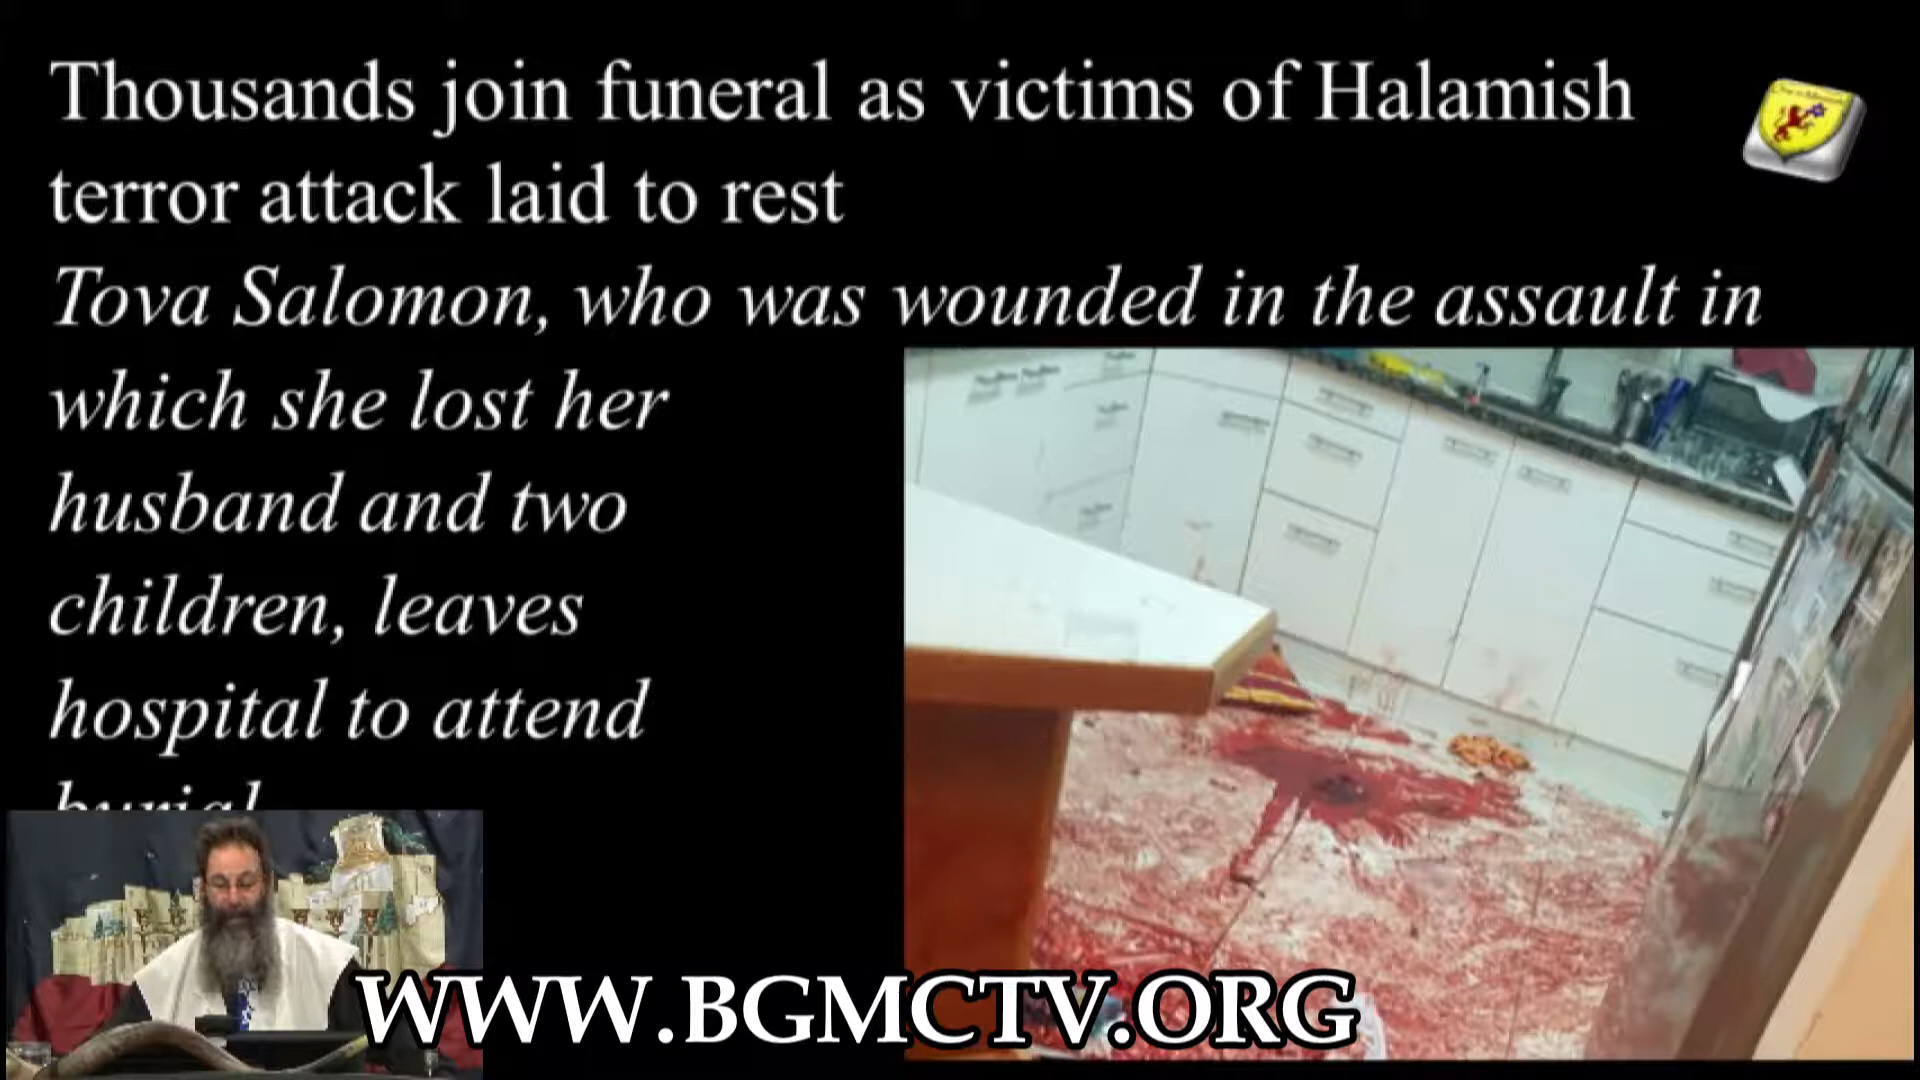 Thousands join funeral as victims of Halamish
terror attack laid to rest
Tova Salomon, who was wounded in the assault in
which she lost her
husband and two
children, leaves
hospital to attend
burial
WWW.BGMCTV.ORG